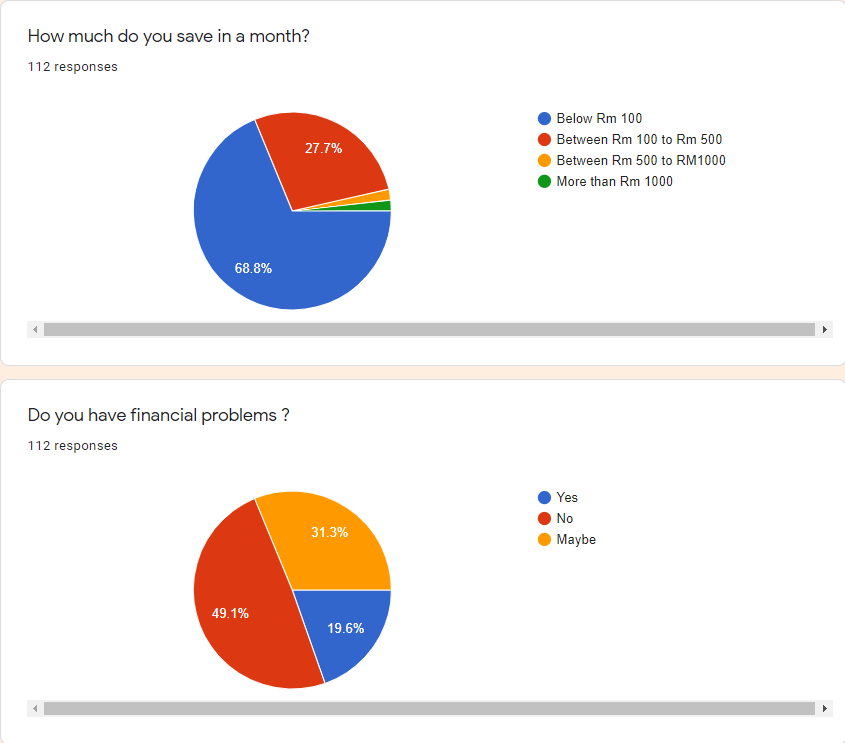 How much do you save in a month?
112 responses
Below Rm 100
Between Rm 100 to Rm 500
Between Rm 500 to RM1000
More than Rm 1000
27.7%
68.8%
Do you have financial problems ?
112 responses
Yes
No
Maybe
31.3%
49.1%
19.6%